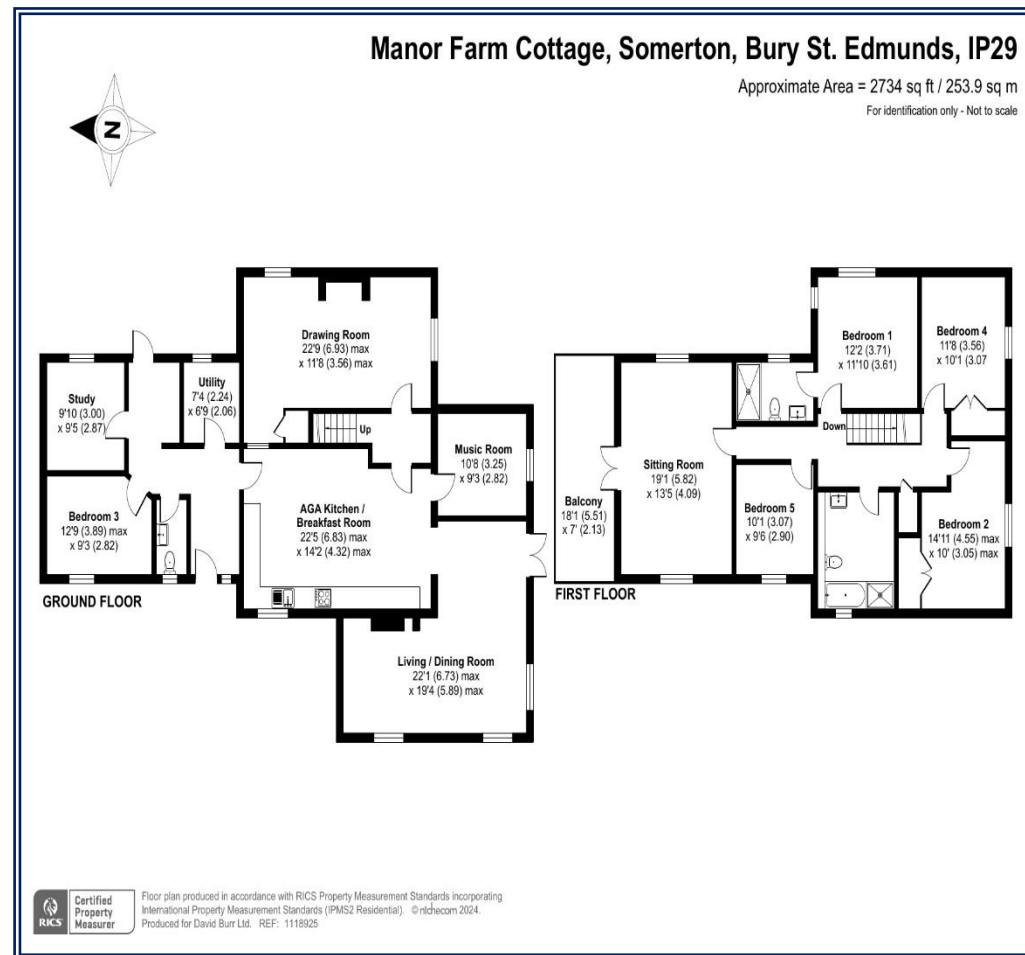 Manor Farm Cottage, Somerton, Bury St. Edmunds, IP29
Approximate Area = 2734 sq ft / 253.9 sq m
For identification only - Not to scale
N
Drawing Room
22'9 (6.93) max
x 11'8 (3.56) max
Study
9'10 (3.00)
x 9'5 (2.87)
Utility
7'4 (2.24)
x 6'9 (2.06)
Up
Music Room
10'8 (3.25)
x 9'3 (2.82)
Bedroom 3
12'9 (3.89) max
x 9'3 (2.82)
AGA Kitchen /
Breakfast Room
22'5 (6.83) max
x 14'2 (4.32) max
GROUND FLOOR
Living / Dining Room
22'1 (6.73) max
x 19'4 (5.89) max
Bedroom 1
12'2 (3.71)
x 11'10 (3.61)
Bedroom 4
11'8 (3.56)
x 10'1 (3.07
Down
Sitting Room
19'1 (5.82)
x 13'5 (4.09)
Balcony
18'1 (5.51)
x 7' (2.13)
Bedroom 5
10'1 (3.07)
x 9'6 (2.90)
Bedroom 2
14'11 (4.55) max
x 10' (3.05) max
FIRST FLOOR
RICS
Certified
Property
Measurer
Floor plan produced in accordance with RICS Property Measurement Standards incorporating
International Property Measurement Standards (IPMS2 Residential). © nichecom 2024.
Produced for David Burr Ltd. REF: 1118925